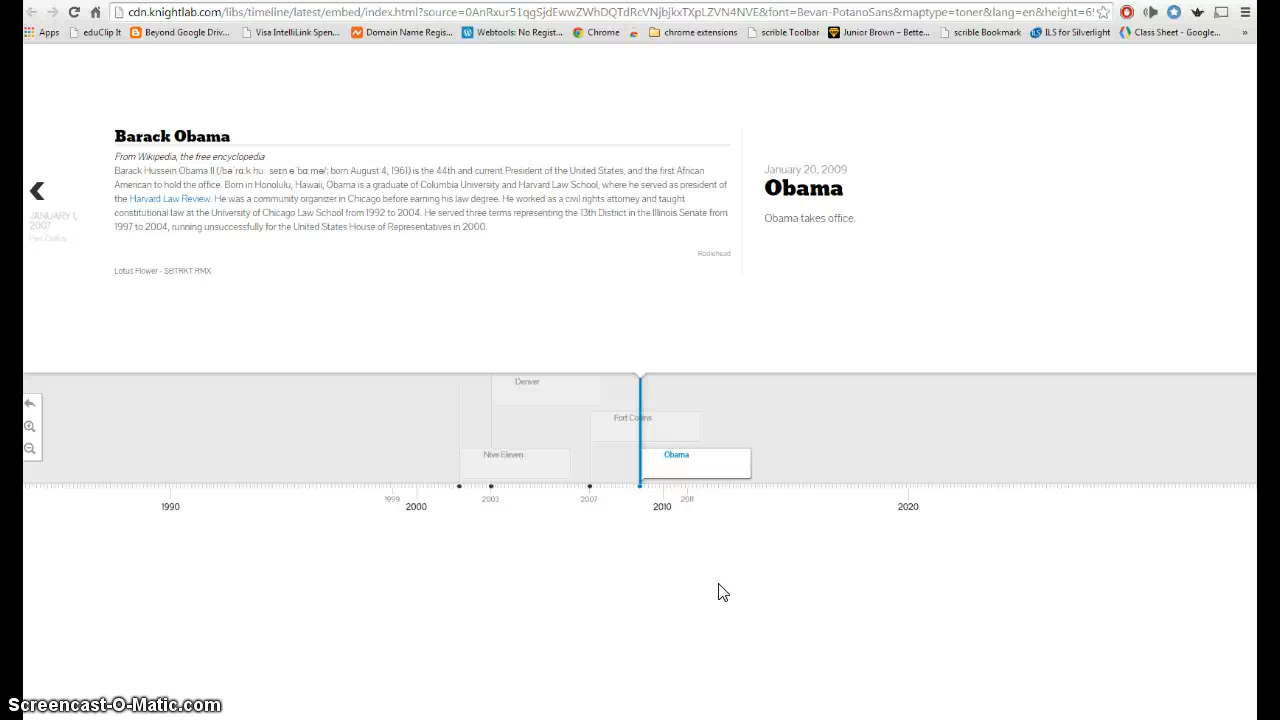 cdn.knightlab.com/libs/timeline/latest/embed/index.html?source=0AnRxur51qgSjdEwwZWhDQTdRcVNjbjkxTXpLZVN4NVE&font=Bevan-PotanoSans&maptype=toner&lang=en&height=6
Apps eduClip It Beyond Google Driv... Visa IntelliLink Spen... Domain Name Regis... Webtools: No Regist... Chrome chrome extensions scrible Toolbar Junior Brown – Bette... scrible Bookmark ILS for Silverlight Class Sheet - Google... »
Barack Obama
From Wikipedia, the free encyclopedia
Barack Hussein Obama II born August 4, 1961) is the 44th and current President of the United States, and the first African
American to hold the office. Born in Honolulu, Hawaii, Obama is a graduate of Columbia University and Harvard Law School, where he served as president of
the Harvard Law Review. He was a community organizer in Chicago before earning his law degree. He worked as a civil rights attorney and taught
constitutional law at the University of Chicago Law School from 1992 to 2004. He served three terms representing the 13th District in the Illinois Senate from
1997 to 2004, running unsuccessfully for the United States House of Representatives in 2000.
Radiohead
Lotus Flower - SBTRKT RMX
January 20, 2009
Obama
Obama takes office.
JANUARY 1,
2007
Fort Collins
Denver
Fort Collins
Nive Eleven
Obama
1990 1999 2000 2003 2007 2010 2011 2020
Screencast-O-Matic.com